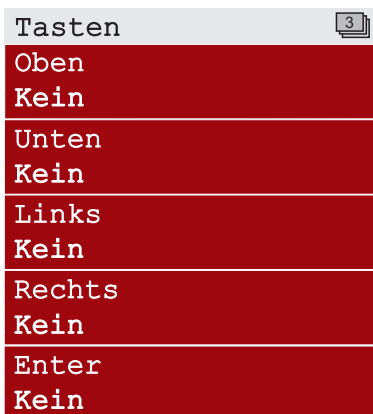 Tasten 3
Oben
Kein
Unten
Kein
Links
Kein
Rechts
Kein
Enter
Kein